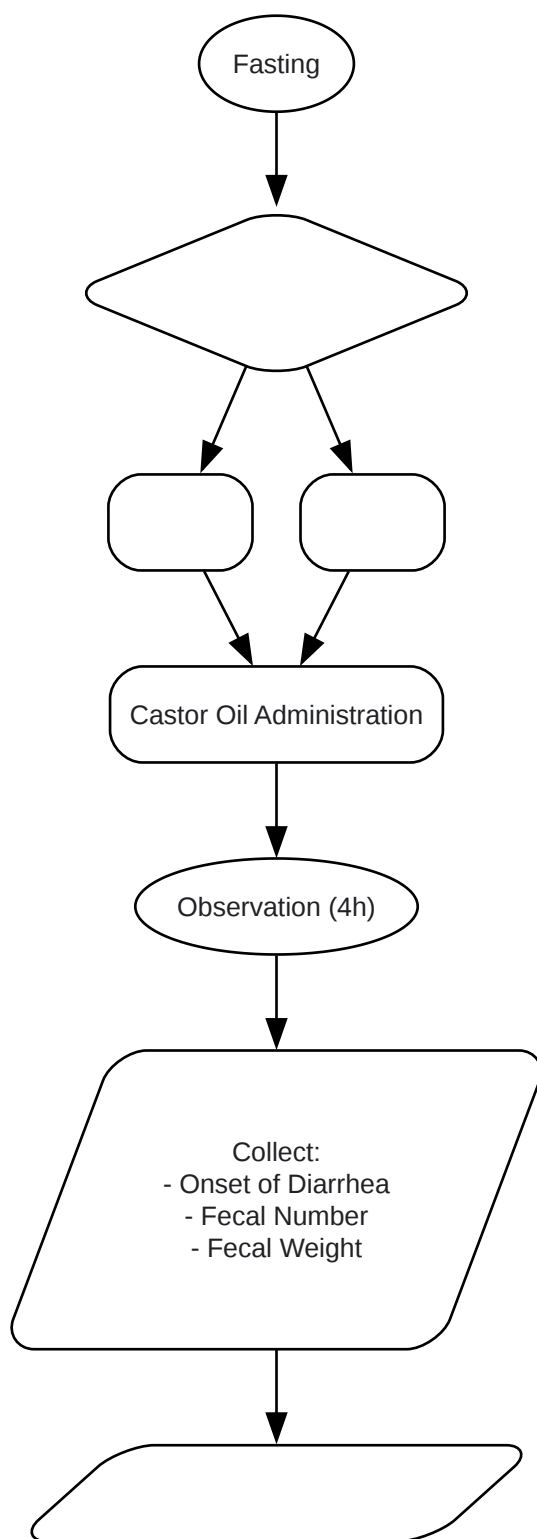 Fasting
Castor Oil Administration
Observation (4h)
Collect:
- Onset of Diarrhea
- Fecal Number
- Fecal Weight